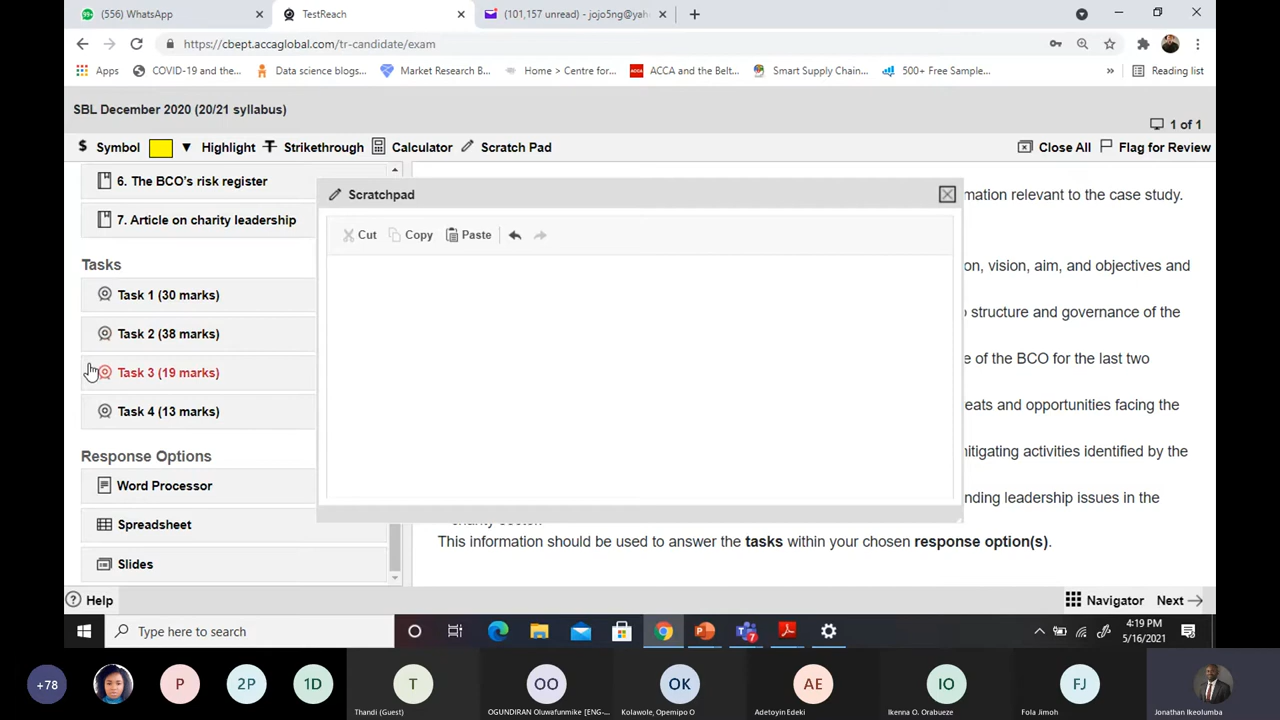 (556) WhatsApp
TestReach
(101,157 unread) - jojo5ng@yah
https://cbept.accaglobal.com/tr-candidate/exam
Apps
COVID-19 and the...
Data science blogs...
Market Research B...
Home > Centre for...
ACCA
ACCA and the Belt...
Smart Supply Chain...
500+ Free Sample...
»
Reading list
SBL December 2020 (20/21 syllabus)
1 of 1
$ Symbol
Highlight
Strikethrough
Calculator
Scratch Pad
Close All
Flag for Review
6. The BCO's risk register
7. Article on charity leadership
Tasks
Task 1 (30 marks)
Task 2 (38 marks)
Task 3 (19 marks)
Task 4 (13 marks)
Response Options
Word Processor
Spreadsheet
Slides
Scratchpad
Cut
Copy
Paste
mation relevant to the case study.
on, vision, aim, and objectives and
structure and governance of the
e of the BCO for the last two
eats and opportunities facing the
nitigating activities identified by the
nding leadership issues in the
This information should be used to answer the tasks within your chosen response option(s).
Help
Navigator
Next
Type here to search
7
4:19 PM
5/16/2021
+78
P
2P
1D
T
Thandi (Guest)
OO
OGUNDIRAN Oluwafunmike [ENG-...
OK
Kolawole, Opemipo O
AE
Adetoyin Edeki
IO
Ikenna O. Orabueze
FJ
Fola Jimoh
Jonathan Ikeolumba